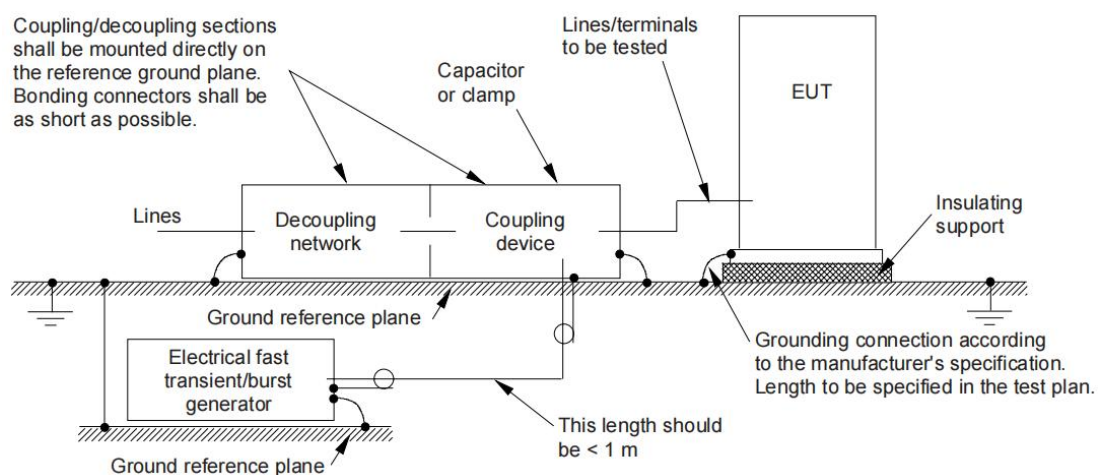 Coupling/decoupling sections
shall be mounted directly on
the reference ground plane.
Bonding connectors shall be
as short as possible.
Capacitor
or clamp
Lines/terminals
to be tested
EUT
Lines
Decoupling
network
Coupling
device
Insulating
support
Ground reference plane
Electrical fast
transient/burst
generator
Grounding connection according
to the manufacturer's specification.
Length to be specified in the test plan.
This length should
be < 1 m
Ground reference plane